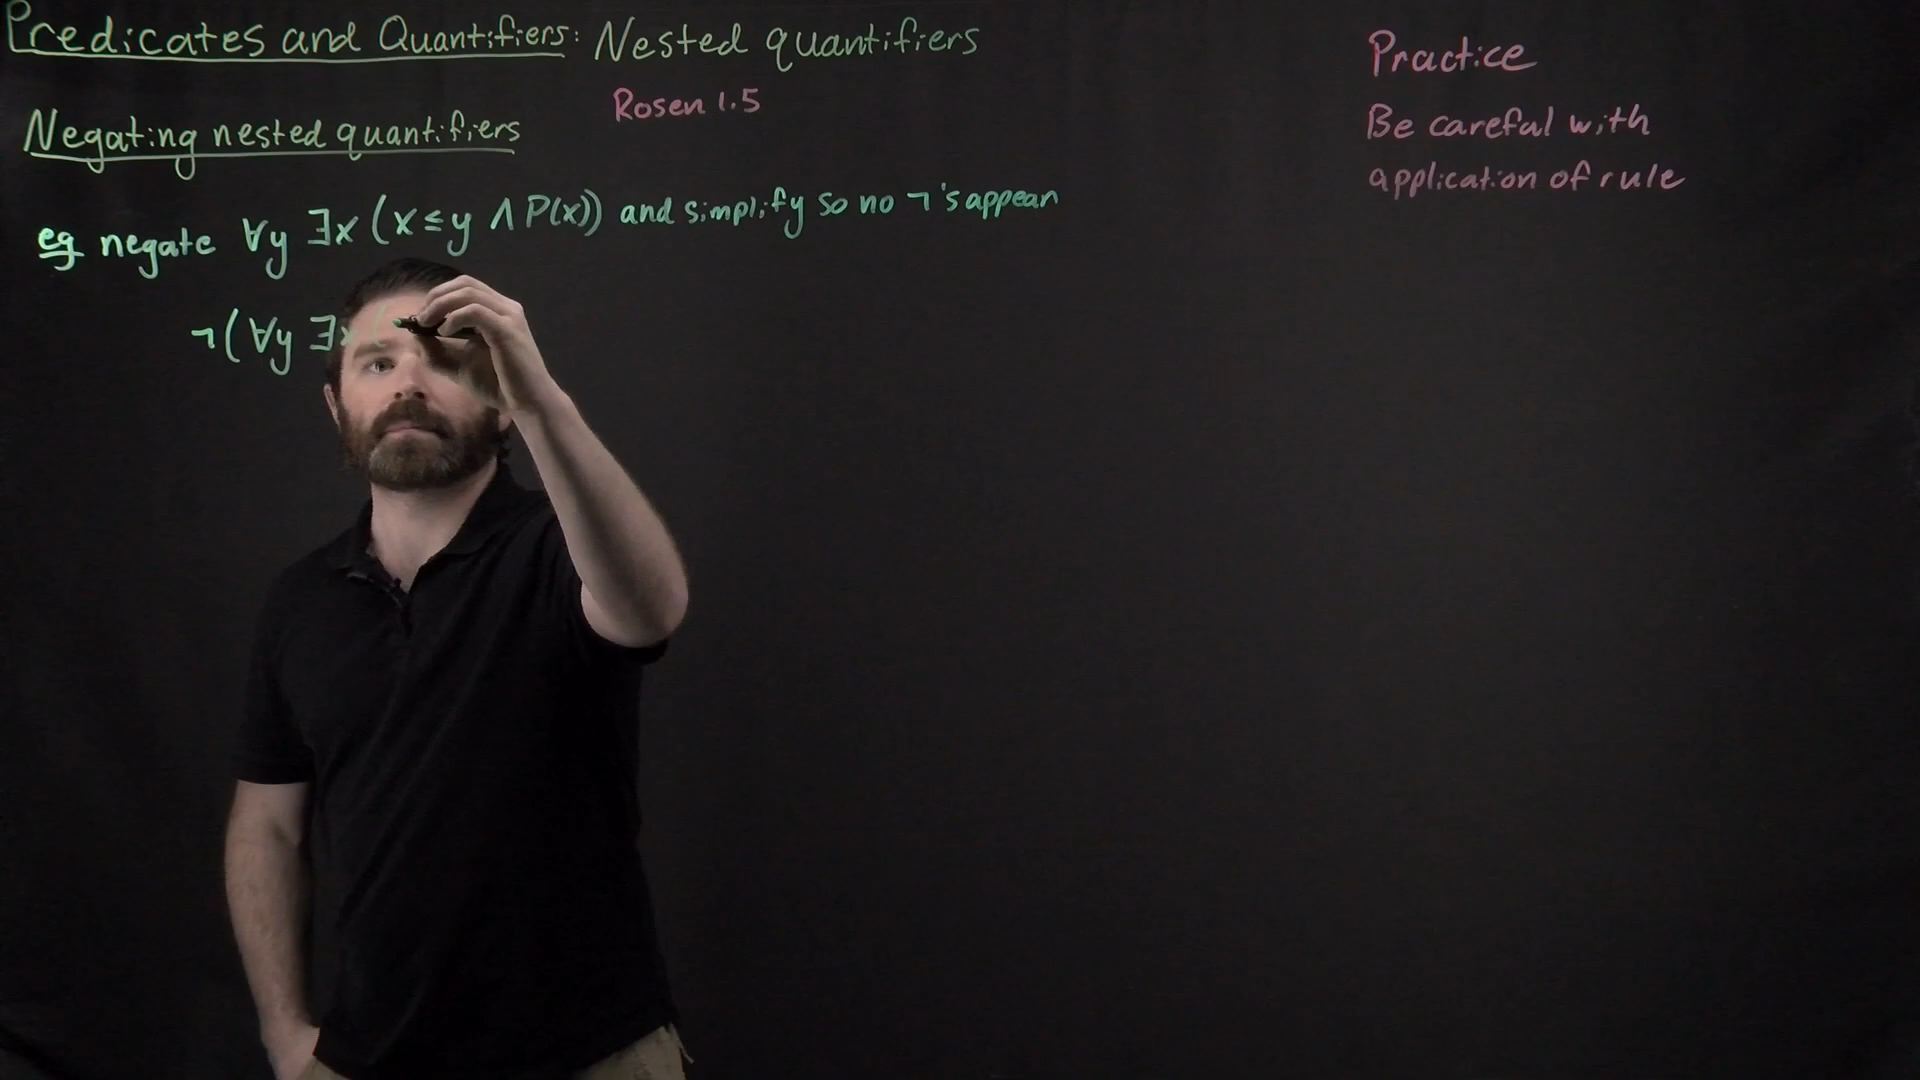 Predicates and Quantifiers: Nested quantifiers
Rosen 1.5
Negating nested quantifiers
eg negate ∀y ∃x (x ≤ y ∧ P(x)) and simplify so no ¬'s appear
¬(∀y ∃x (
Practice
Be careful with
application of rule